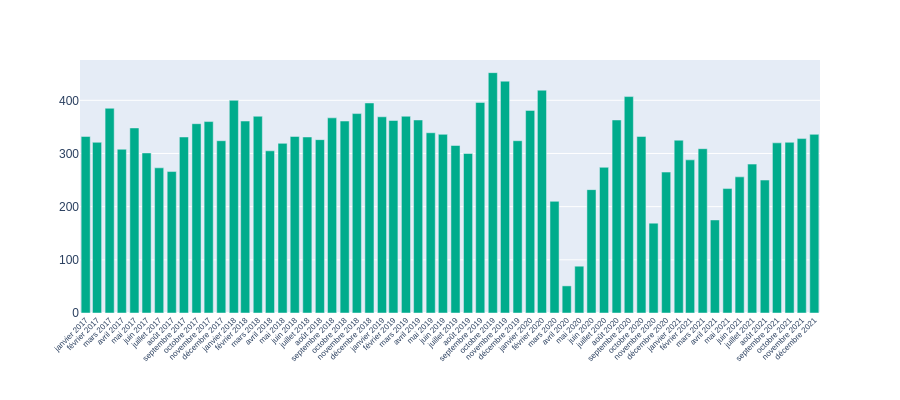 400
300
200
100
0
janvier 2017
février 2017
mars 2017
avril 2017
mai 2017
juin 2017
juillet 2017
août 2017
septembre 2017
octobre 2017
novembre 2017
décembre 2017
janvier 2018
février 2018
mars 2018
avril 2018
mai 2018
juin 2018
juillet 2018
août 2018
septembre 2018
octobre 2018
novembre 2018
décembre 2018
janvier 2019
février 2019
mars 2019
avril 2019
mai 2019
juin 2019
juillet 2019
août 2019
septembre 2019
octobre 2019
novembre 2019
décembre 2019
janvier 2020
février 2020
mars 2020
avril 2020
mai 2020
juin 2020
juillet 2020
août 2020
septembre 2020
octobre 2020
novembre 2020
décembre 2020
janvier 2021
février 2021
mars 2021
avril 2021
mai 2021
juin 2021
juillet 2021
août 2021
septembre 2021
octobre 2021
novembre 2021
décembre 2021